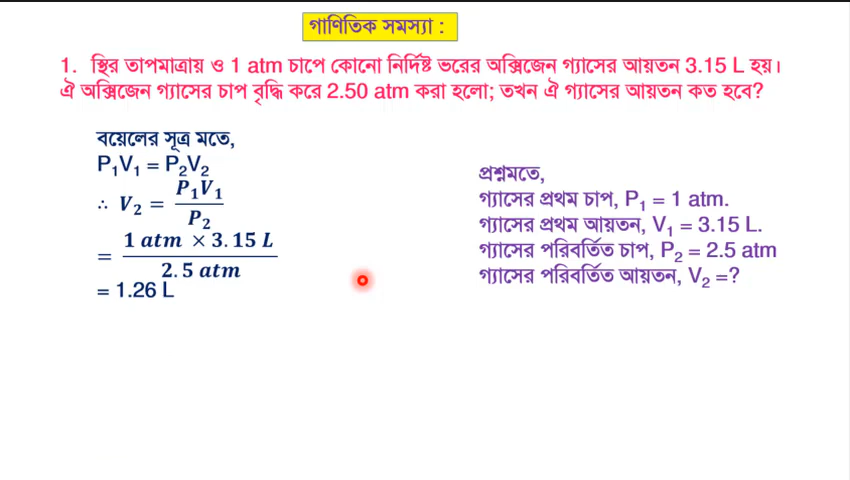 গাণিতিক সমস্যা :
1. স্থির তাপমাত্রায় ও 1 atm চাপে কোনো নির্দিষ্ট ভরের অক্সিজেন গ্যাসের আয়তন 3.15 L হয়।
ঐ অক্সিজেন গ্যাসের চাপ বৃদ্ধি করে 2.50 atm করা হলো; তখন ঐ গ্যাসের আয়তন কত হবে?
বয়েলের সূত্র মতে,
P₁V₁ = P₂V₂
∴ V₂ = P₁V₁ / P₂
= 1 atm × 3.15 L / 2.5 atm
= 1.26 L
প্রশ্নমতে,
গ্যাসের প্রথম চাপ, P₁ = 1 atm.
গ্যাসের প্রথম আয়তন, V₁ = 3.15 L.
গ্যাসের পরিবর্তিত চাপ, P₂ = 2.5 atm
গ্যাসের পরিবর্তিত আয়তন, V₂ =?